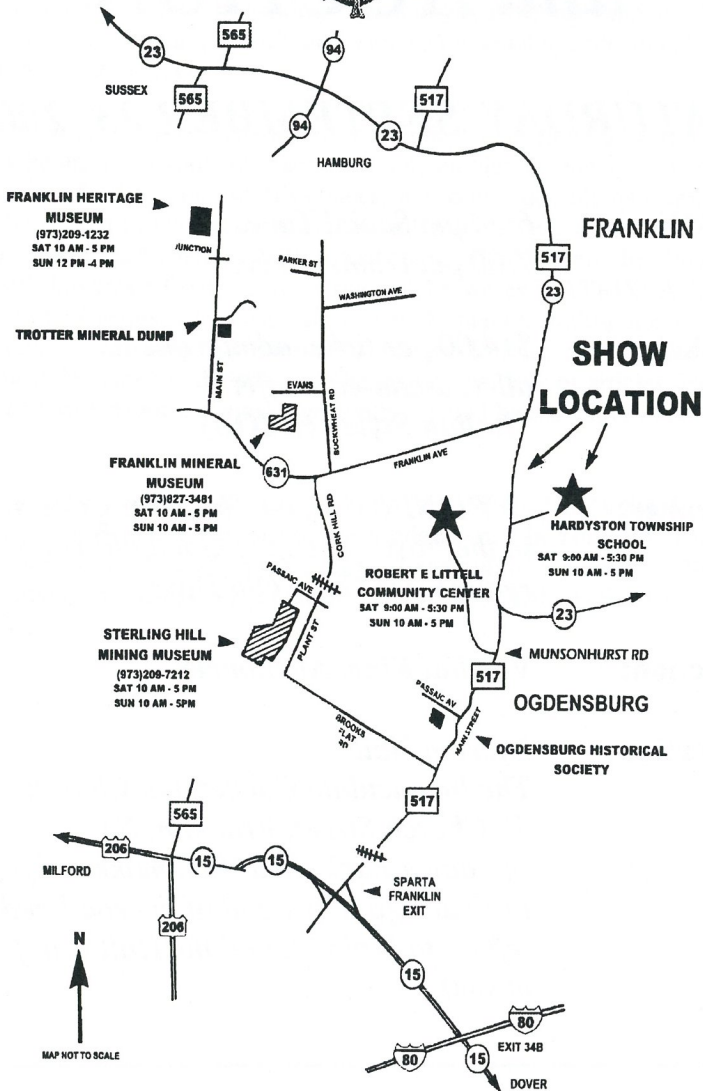 565
94
23
SUSSEX
565
517
94
23
HAMBURG
FRANKLIN HERITAGE
MUSEUM
(973)209-1232
SAT 10 AM - 5 PM
SUN 12 PM -4 PM
FRANKLIN
JUNCTION
PARKER ST
517
23
WASHINGTON AVE
TROTTER MINERAL DUMP
MAIN ST
SHOW
LOCATION
EVANS
BUCKWHEAT RD
FRANKLIN AVE
631
FRANKLIN MINERAL
MUSEUM
(973)827-3481
SAT 10 AM - 5 PM
SUN 10 AM - 5 PM
CORK HILL RD
HARDYSTON TOWNSHIP
SCHOOL
SAT 9:00 AM - 5:30 PM
SUN 10 AM - 5 PM
PASSAIC AVE
ROBERT E LITTELL
COMMUNITY CENTER
SAT 9:00 AM - 5:30 PM
SUN 10 AM - 5 PM
23
PLANT ST
STERLING HILL
MINING MUSEUM
(973)209-7212
SAT 10 AM - 5 PM
SUN 10 AM - 5PM
MUNSONHURST RD
517
OGDENSBURG
PASSAIC AV
MAIN STREET
BROOKS
FLAT
RD
OGDENSBURG HISTORICAL
SOCIETY
517
565
206
15
15
MILFORD
SPARTA
FRANKLIN
EXIT
206
N
15
80
EXIT 34B
80
15
MAP NOT TO SCALE
DOVER